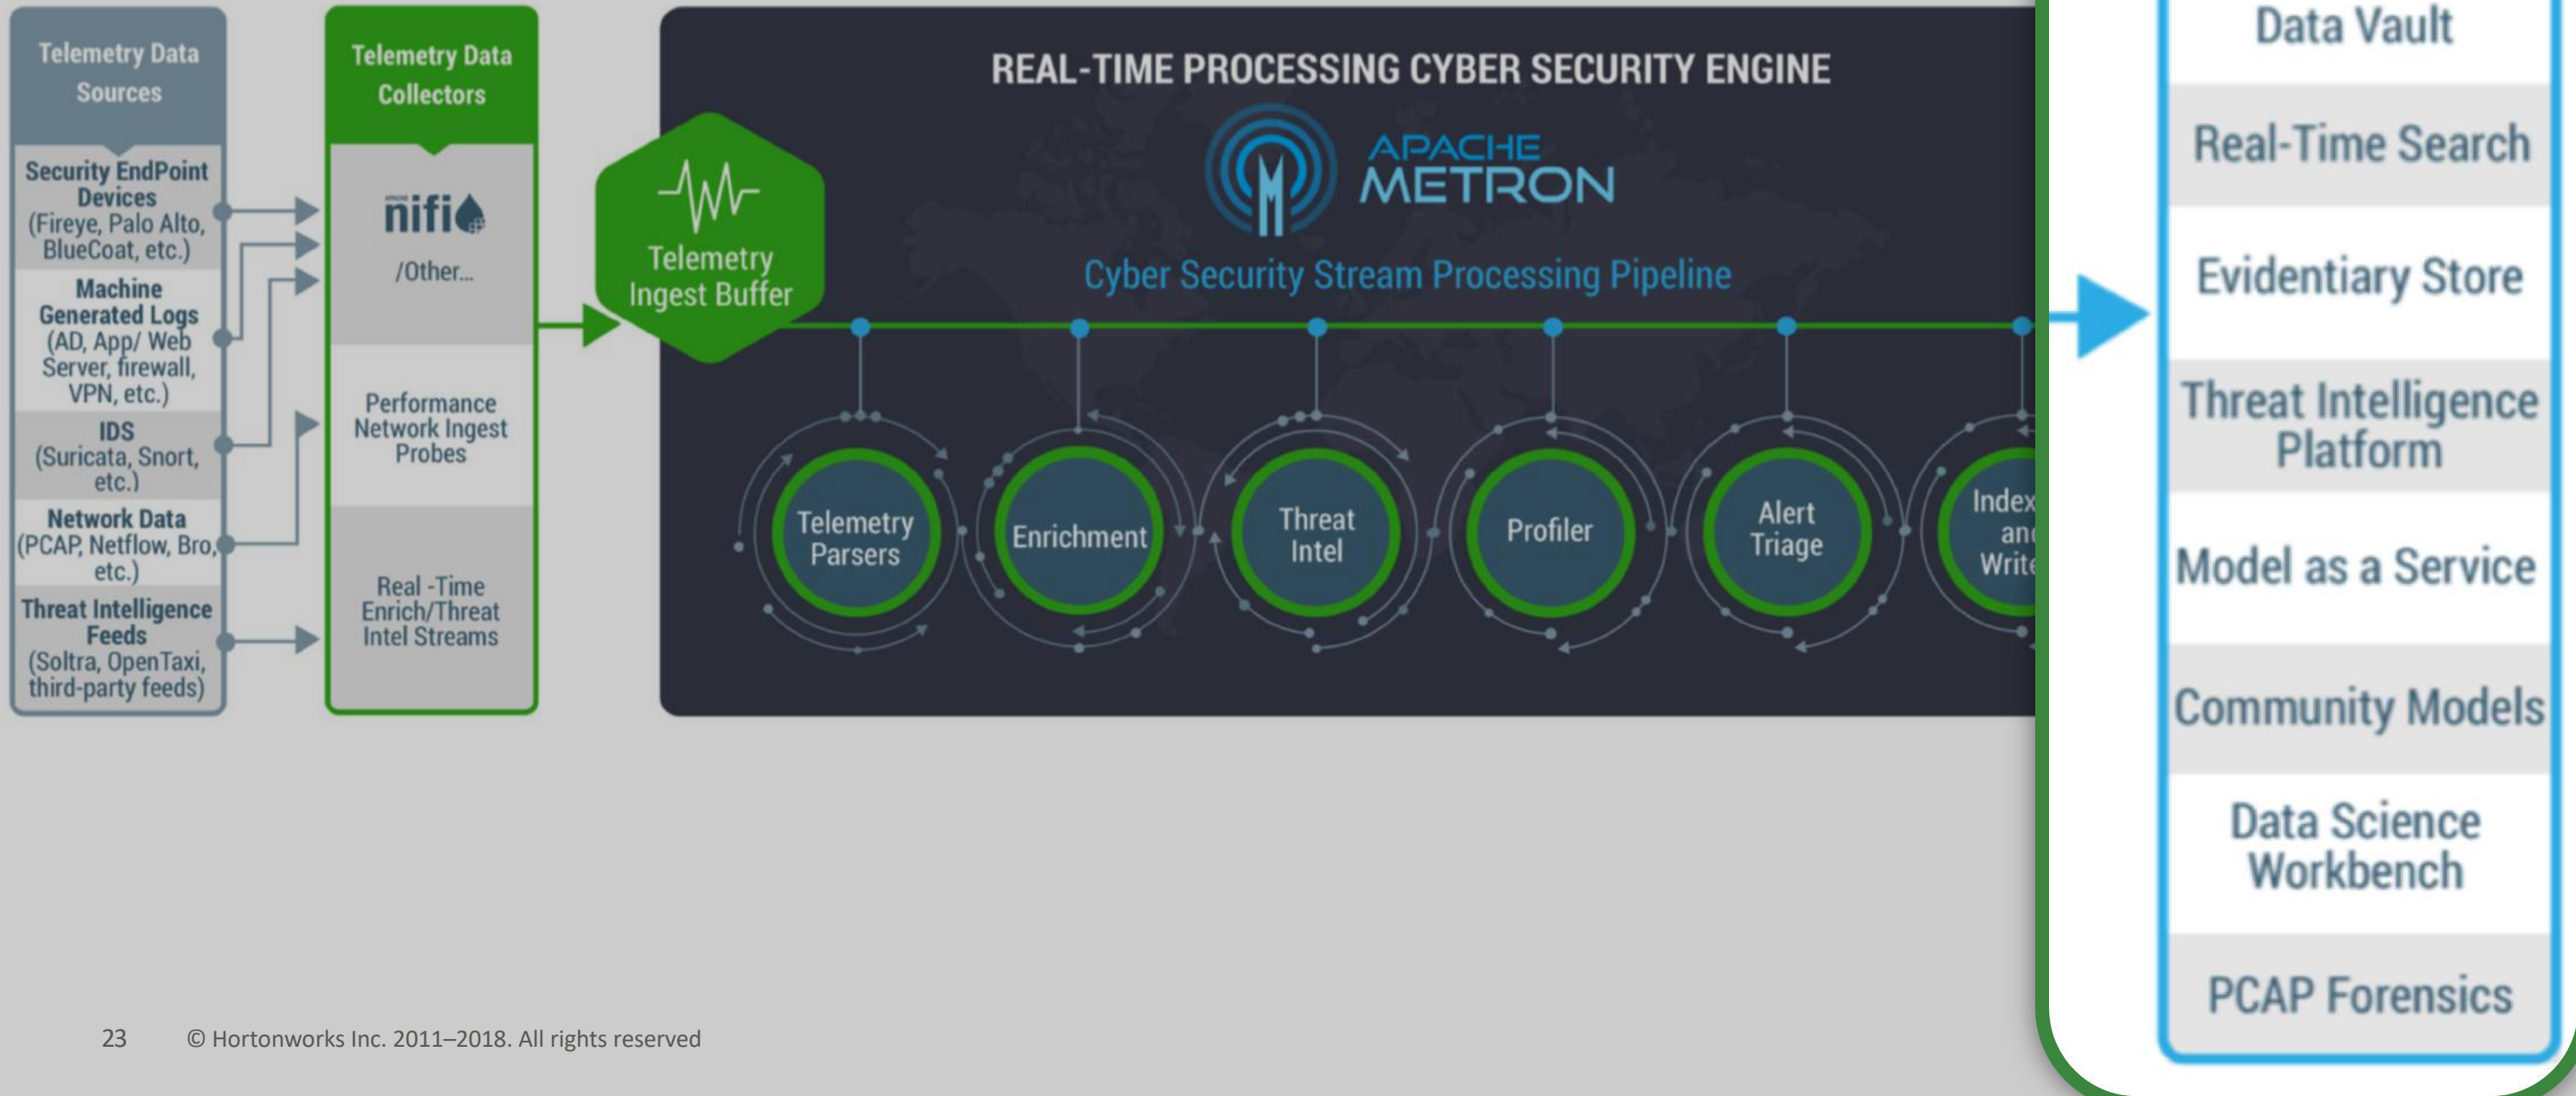 Telemetry Data
Sources
Security EndPoint
Devices
(Fireye, Palo Alto,
BlueCoat, etc.)
Machine
Generated Logs
(AD, App/ Web
Server, firewall,
VPN, etc.)
IDS
(Suricata, Snort,
etc.)
Network Data
(PCAP, Netflow, Bro,
etc.)
Threat Intelligence
Feeds
(Soltra, OpenTaxi,
third-party feeds)
Telemetry Data
Collectors
nifi
/Other...
Performance
Network Ingest
Probes
Real -Time
Enrich/Threat
Intel Streams
Telemetry
Ingest Buffer
REAL-TIME PROCESSING CYBER SECURITY ENGINE
APACHE
METRON
Cyber Security Stream Processing Pipeline
Telemetry
Parsers
Enrichment
Threat
Intel
Profiler
Alert
Triage
Index
an
Write
Data Vault
Real-Time Search
Evidentiary Store
Threat Intelligence
Platform
Model as a Service
Community Models
Data Science
Workbench
PCAP Forensics
23 © Hortonworks Inc. 2011–2018. All rights reserved